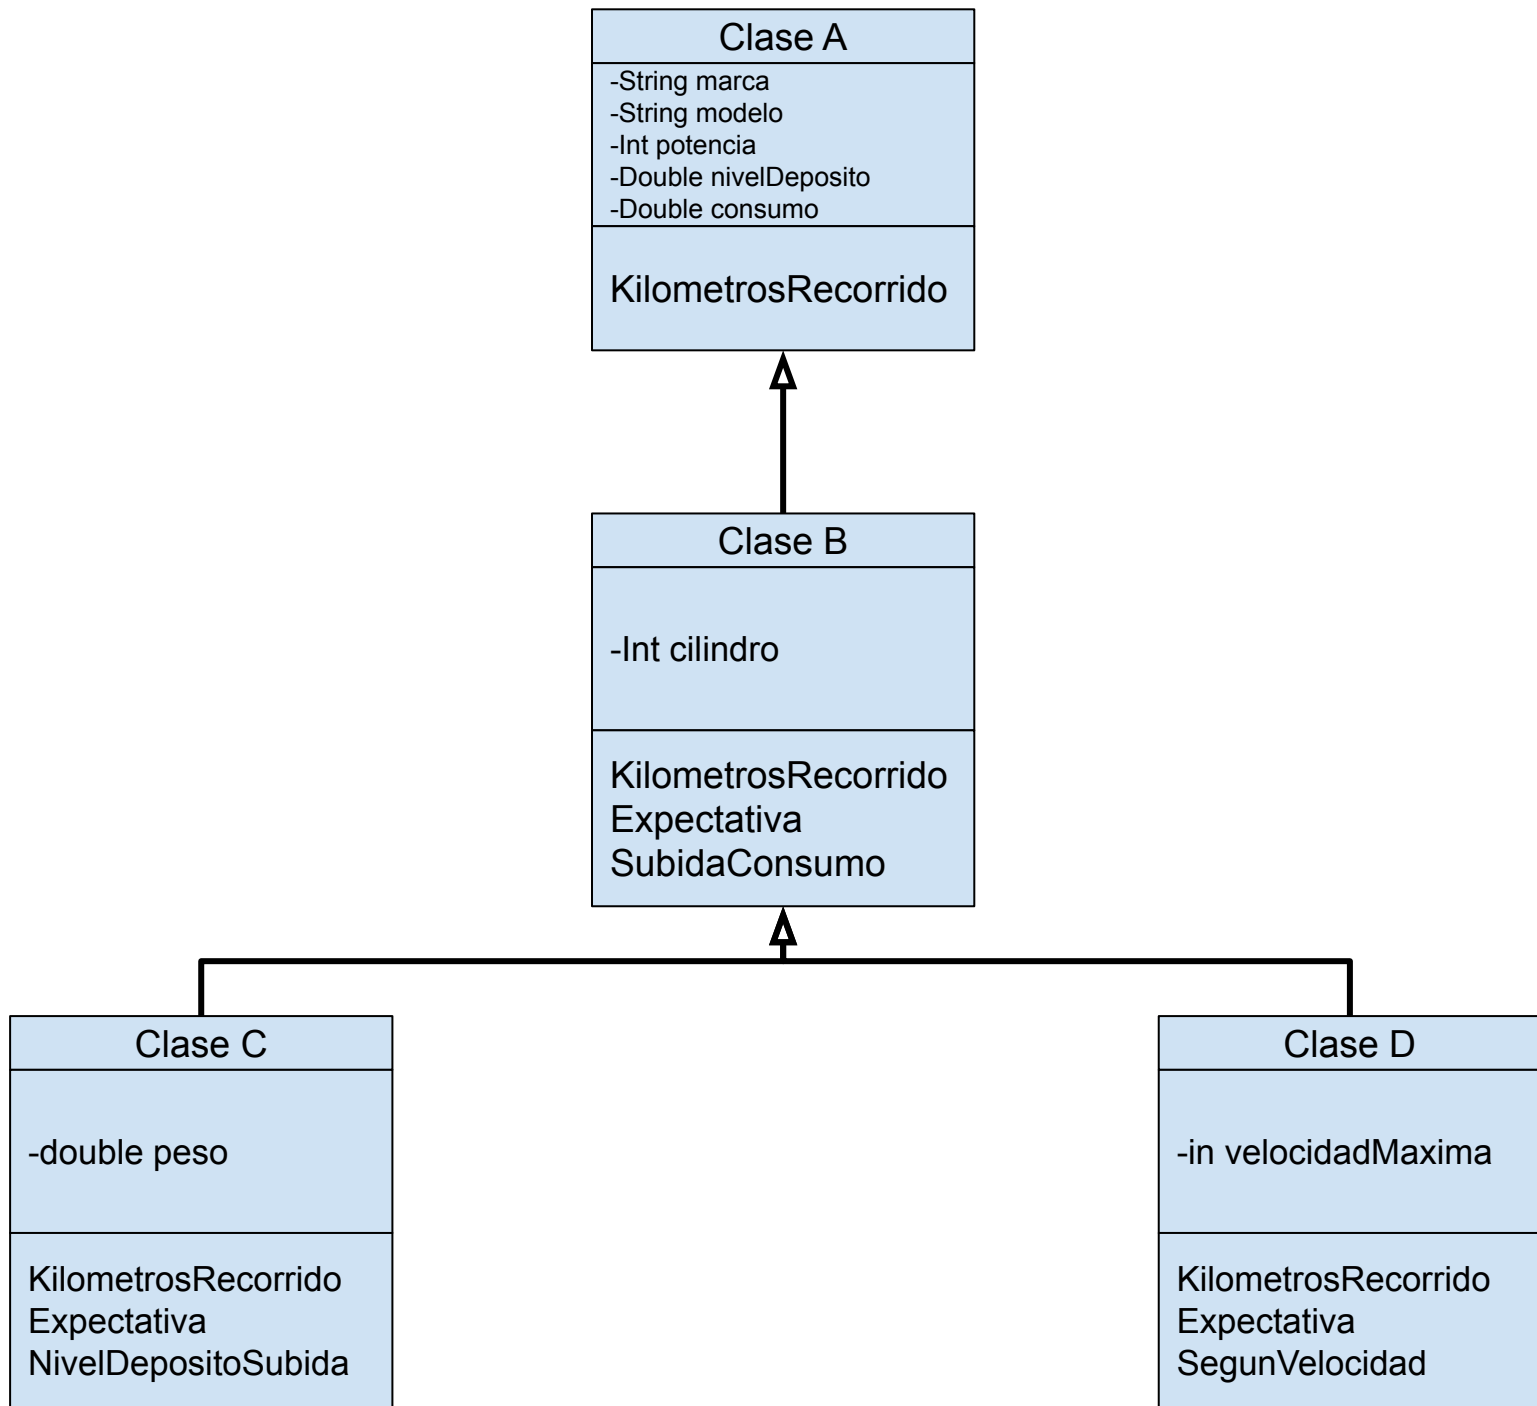 Clase A
-String marca
-String modelo
-Int potencia
-Double nivelDeposito
-Double consumo
KilometrosRecorrido
Clase B
-Int cilindro
KilometrosRecorrido
Expectativa
SubidaConsumo
Clase C
-double peso
KilometrosRecorrido
Expectativa
NivelDepositoSubida
Clase D
-in velocidadMaxima
KilometrosRecorrido
Expectativa
SegunVelocidad